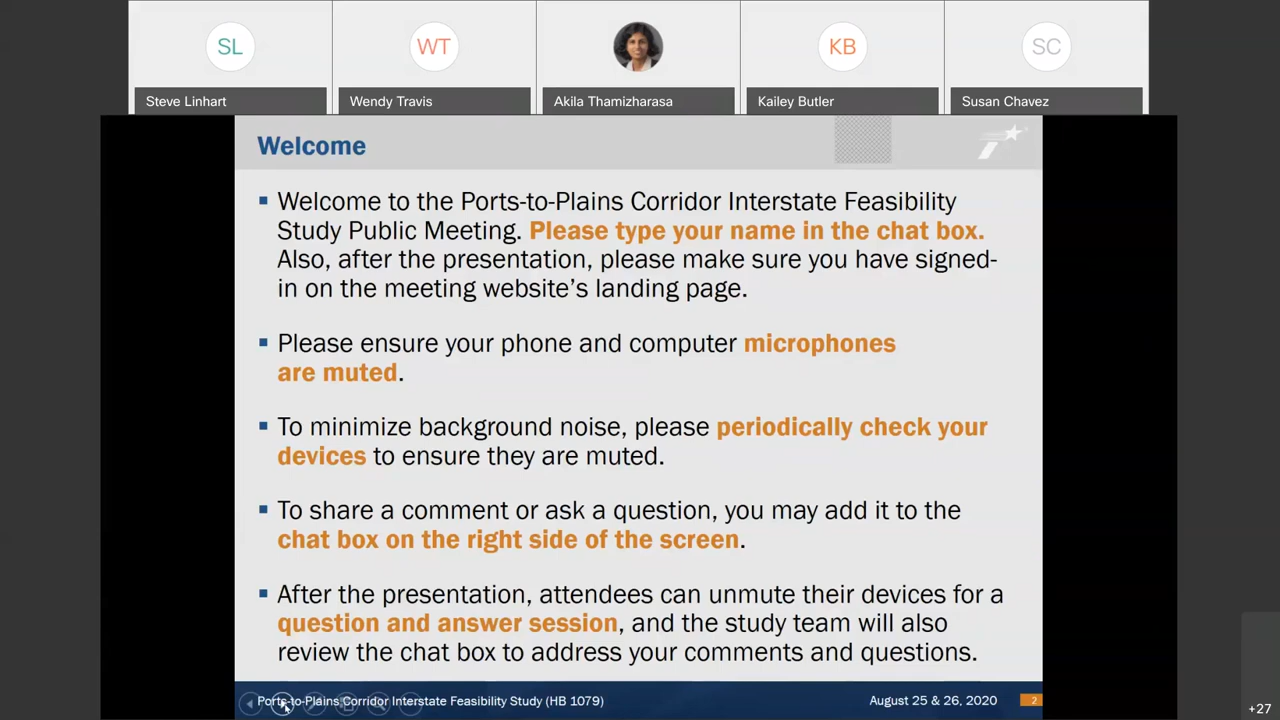 SL
WT
KB
SC
Steve Linhart
Wendy Travis
Akila Thamizharasa
Kailey Butler
Susan Chavez
Welcome
Welcome to the Ports-to-Plains Corridor Interstate Feasibility
Study Public Meeting. Please type your name in the chat box.
Also, after the presentation, please make sure you have signed-
in on the meeting website’s landing page.
Please ensure your phone and computer microphones
are muted.
To minimize background noise, please periodically check your
devices to ensure they are muted.
To share a comment or ask a question, you may add it to the
chat box on the right side of the screen.
After the presentation, attendees can unmute their devices for a
question and answer session, and the study team will also
review the chat box to address your comments and questions.
Ports-to-Plains Corridor Interstate Feasibility Study (HB 1079)
August 25 & 26, 2020
2
+27